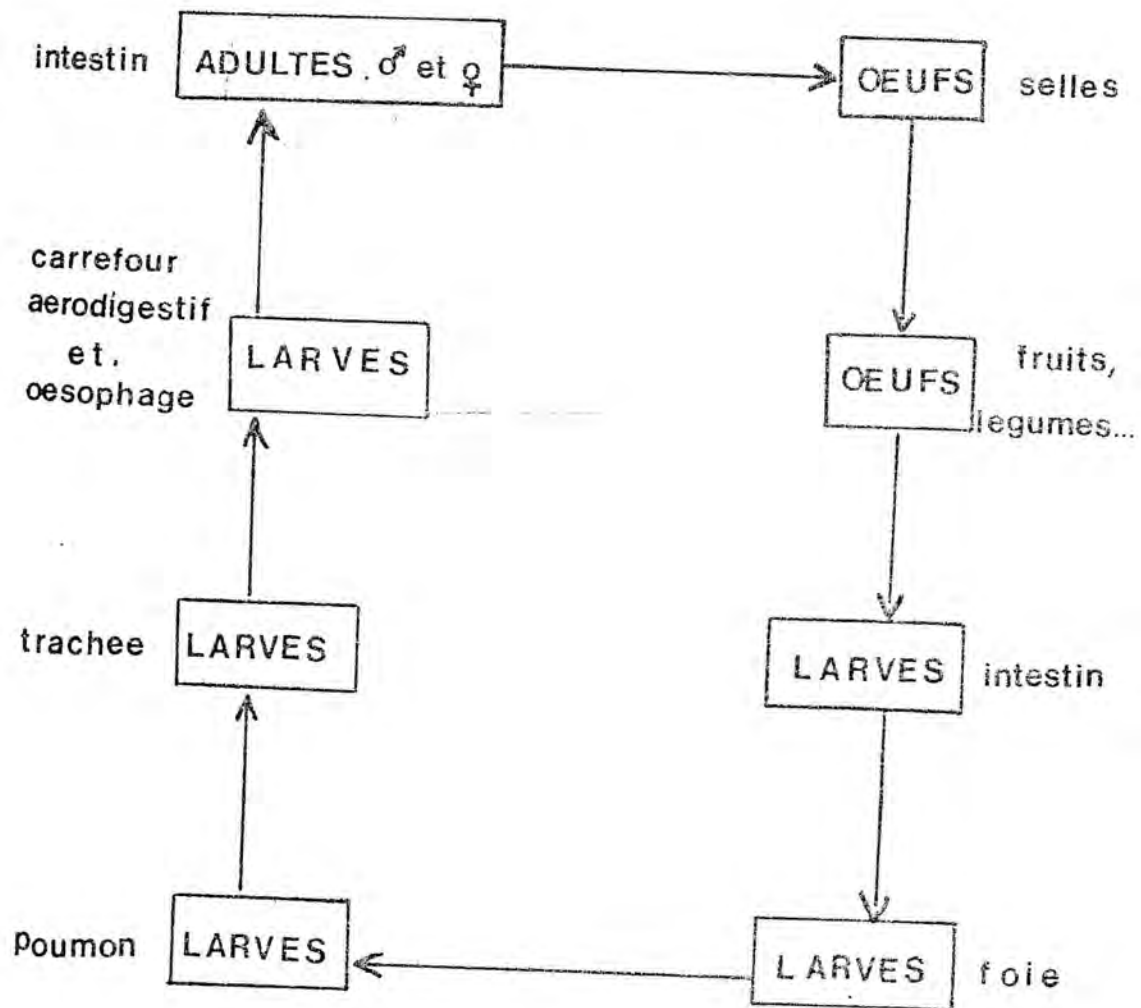 intestin
ADULTES. ♂ et ♀
OEUFS
selles
carrefour
aerodigestif
et.
oesophage
LARVES
OEUFS
fruits,
legumes...
trachee
LARVES
LARVES
intestin
poumon
LARVES
LARVES
foie